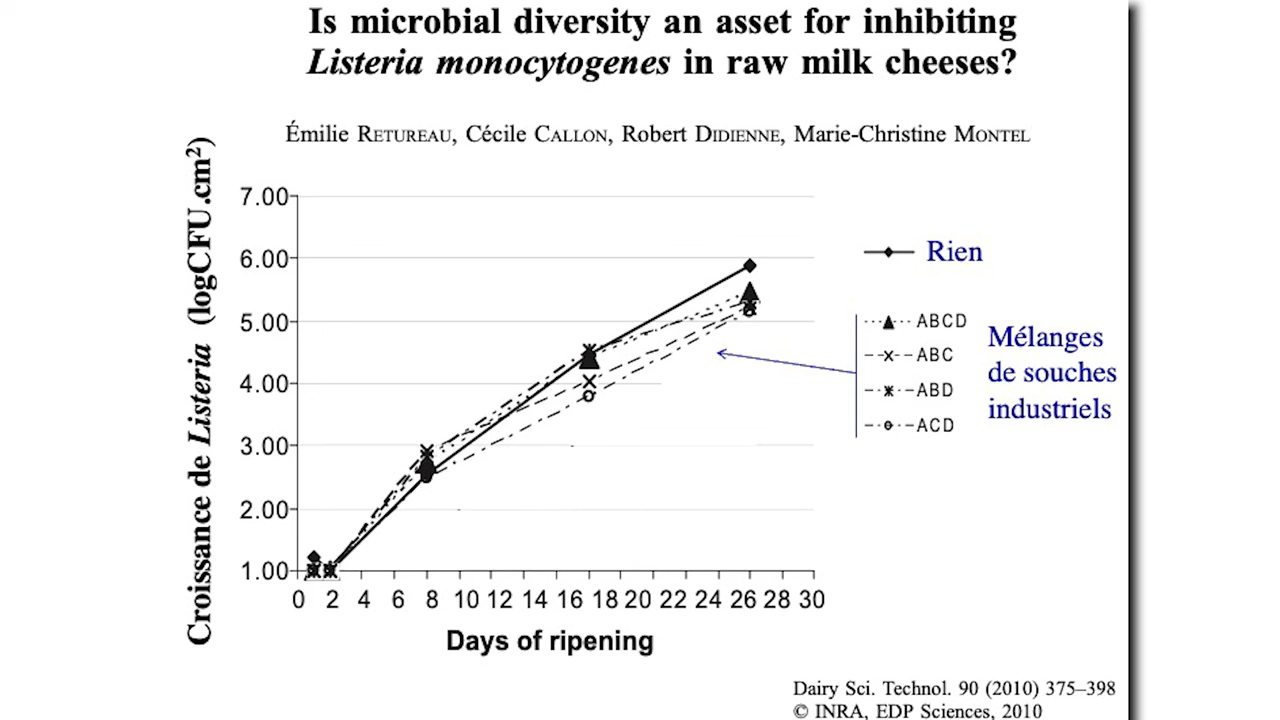 Is microbial diversity an asset for inhibiting
Listeria monocytogenes in raw milk cheeses?
Émilie RETUREAU, Cécile CALLON, Robert DIDIENNE, Marie-Christine MONTEL
Croissance de Listeria (logCFU.cm²)
7.00
6.00
5.00
4.00
3.00
2.00
1.00
0 2 4 6 8 10 12 14 16 18 20 22 24 26 28 30
Days of ripening
Rien
ABCD
ABC
ABD
ACD
Mélanges
de souches
industriels
Dairy Sci. Technol. 90 (2010) 375–398
© INRA, EDP Sciences, 2010